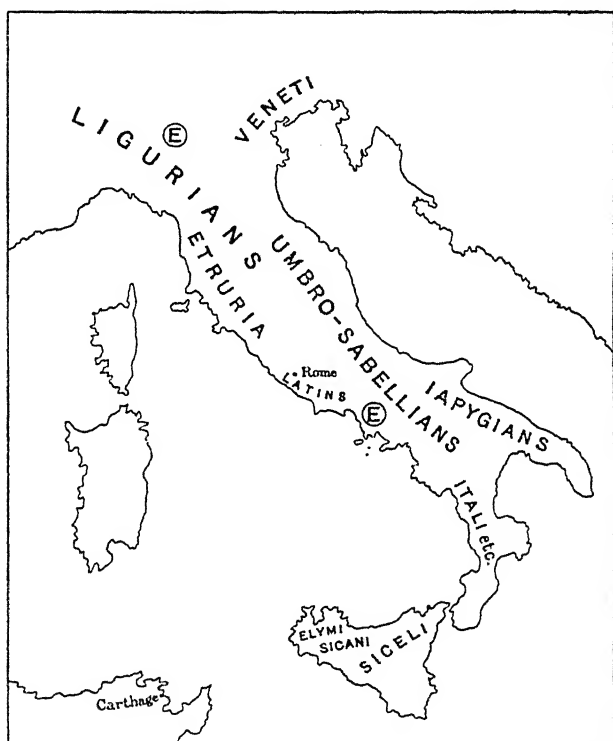 VENETI
Ⓔ
LIGURIANS
ETRURIA
UMBRO-SABELLIANS
Rome
LATINS
Ⓔ
IAPYGIANS
ITALI etc.
ELYMI
SICANI
SICELI
Carthage